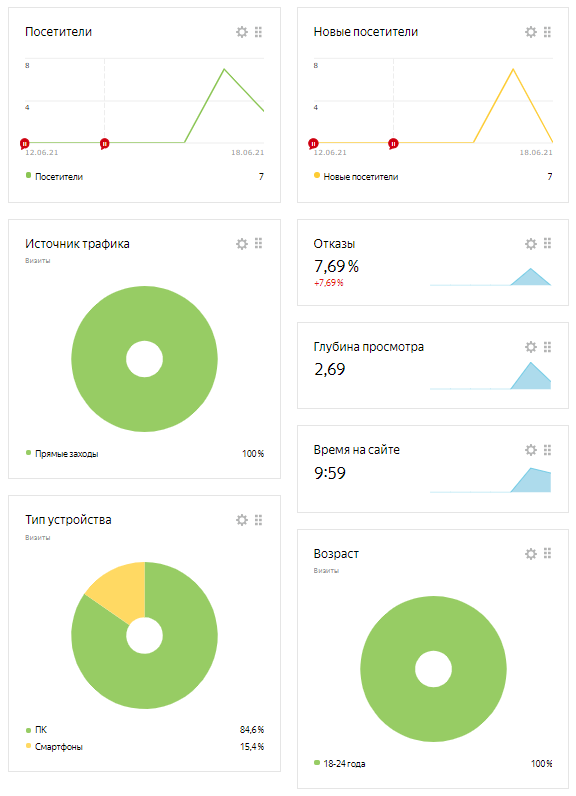 Посетители
8
4
12.06.21 18.06.21
Посетители 7
Новые посетители
8
4
12.06.21 18.06.21
Новые посетители 7
Источник трафика
Визиты
Прямые заходы 100%
Отказы
7,69 %
+7,69 %
Глубина просмотра
2,69
Время на сайте
9:59
Тип устройства
Визиты
ПК 84,6 %
Смартфоны 15,4 %
Возраст
Визиты
18-24 года 100%